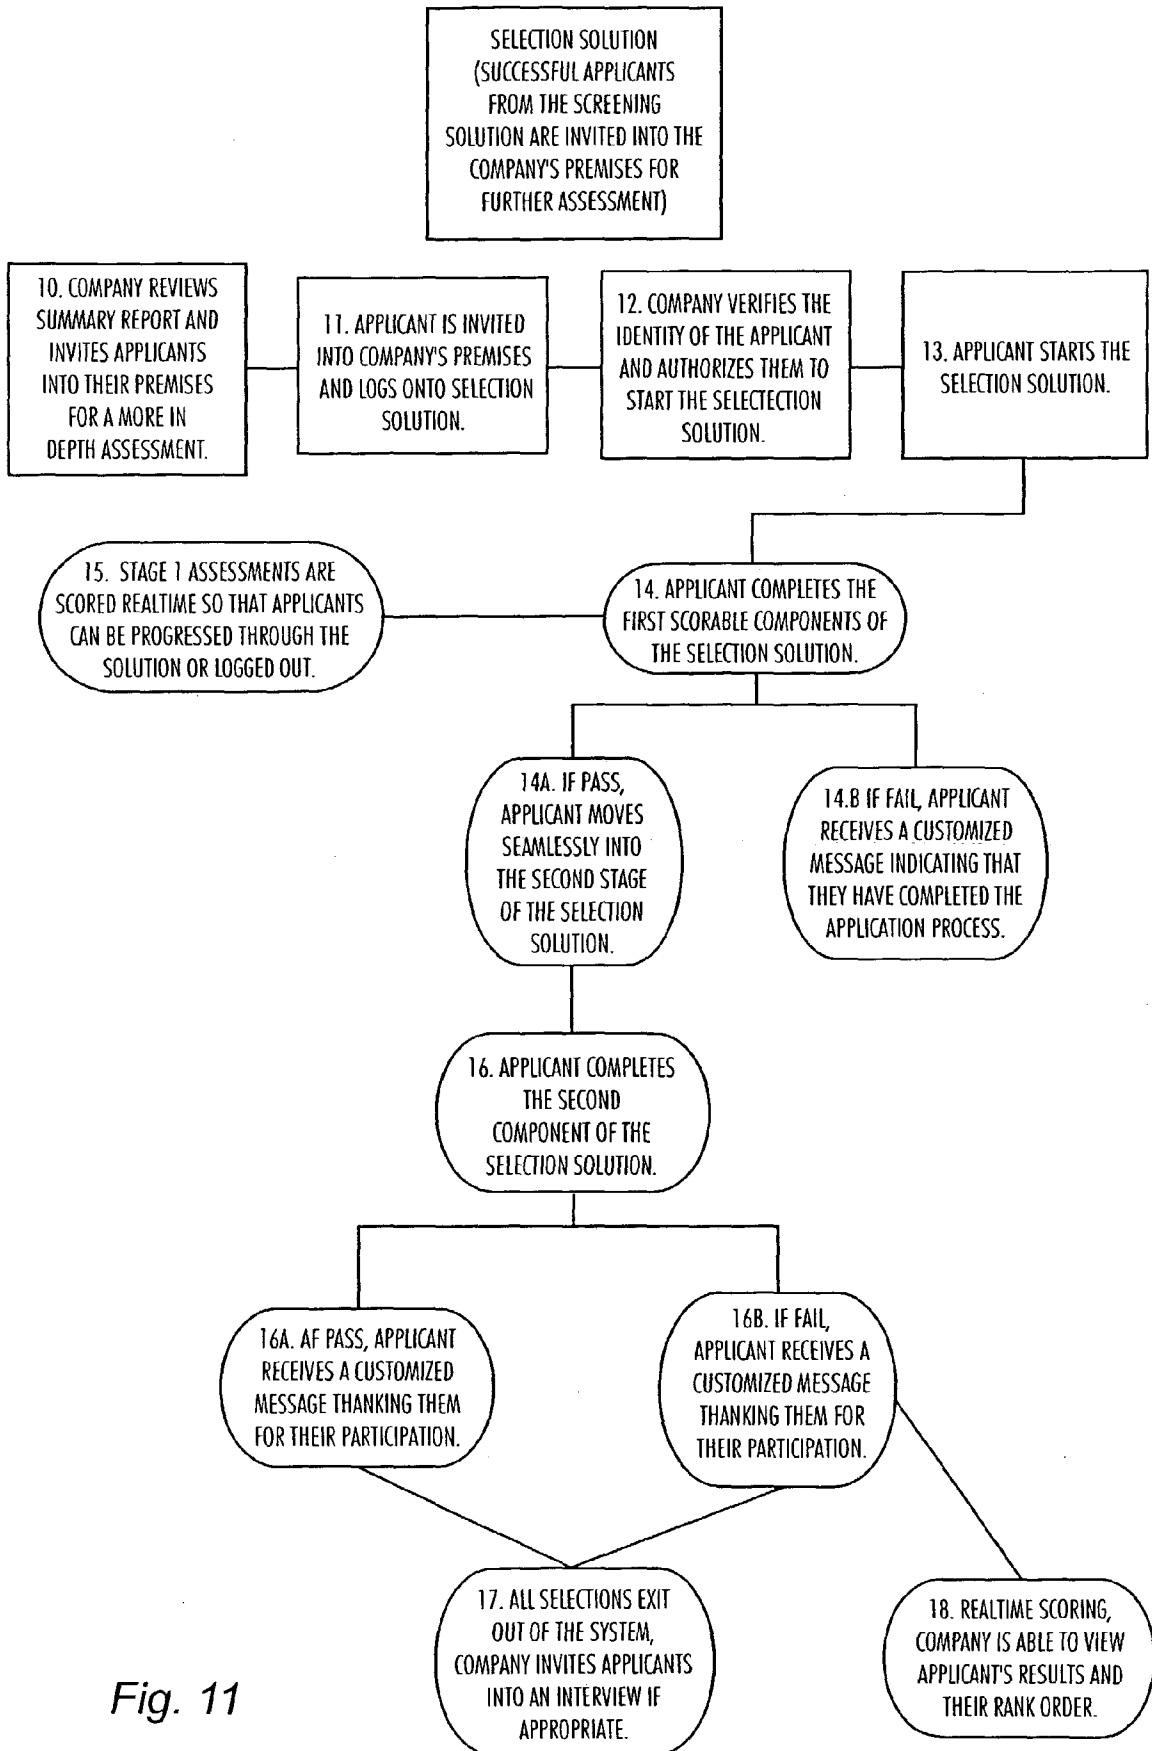 SELECTION SOLUTION
(SUCCESSFUL APPLICANTS
FROM THE SCREENING
SOLUTION ARE INVITED INTO THE
COMPANY'S PREMISES FOR
FURTHER ASSESSMENT)
10. COMPANY REVIEWS
SUMMARY REPORT AND
INVITES APPLICANTS
INTO THEIR PREMISES
FOR A MORE IN
DEPTH ASSESSMENT.
11. APPLICANT IS INVITED
INTO COMPANY'S PREMISES
AND LOGS ONTO SELECTION
SOLUTION.
12. COMPANY VERIFIES THE
IDENTITY OF THE APPLICANT
AND AUTHORIZES THEM TO
START THE SELECTECTION
SOLUTION.
13. APPLICANT STARTS THE
SELECTION SOLUTION.
15. STAGE 1 ASSESSMENTS ARE
SCORED REALTIME SO THAT APPLICANTS
CAN BE PROGRESSED THROUGH THE
SOLUTION OR LOGGED OUT.
14. APPLICANT COMPLETES THE
FIRST SCORABLE COMPONENTS OF
THE SELECTION SOLUTION.
14A. IF PASS,
APPLICANT MOVES
SEAMLESSLY INTO
THE SECOND STAGE
OF THE SELECTION
SOLUTION.
14.B IF FAIL, APPLICANT
RECEIVES A CUSTOMIZED
MESSAGE INDICATING THAT
THEY HAVE COMPLETED THE
APPLICATION PROCESS.
16. APPLICANT COMPLETES
THE SECOND
COMPONENT OF THE
SELECTION SOLUTION.
16A. AF PASS, APPLICANT
RECEIVES A CUSTOMIZED
MESSAGE THANKING THEM
FOR THEIR PARTICIPATION.
16B. IF FAIL,
APPLICANT RECEIVES A
CUSTOMIZED MESSAGE
THANKING THEM FOR
THEIR PARTICIPATION.
17. ALL SELECTIONS EXIT
OUT OF THE SYSTEM,
COMPANY INVITES APPLICANTS
INTO AN INTERVIEW IF
APPROPRIATE.
18. REALTIME SCORING,
COMPANY IS ABLE TO VIEW
APPLICANT'S RESULTS AND
THEIR RANK ORDER.
Fig. 11